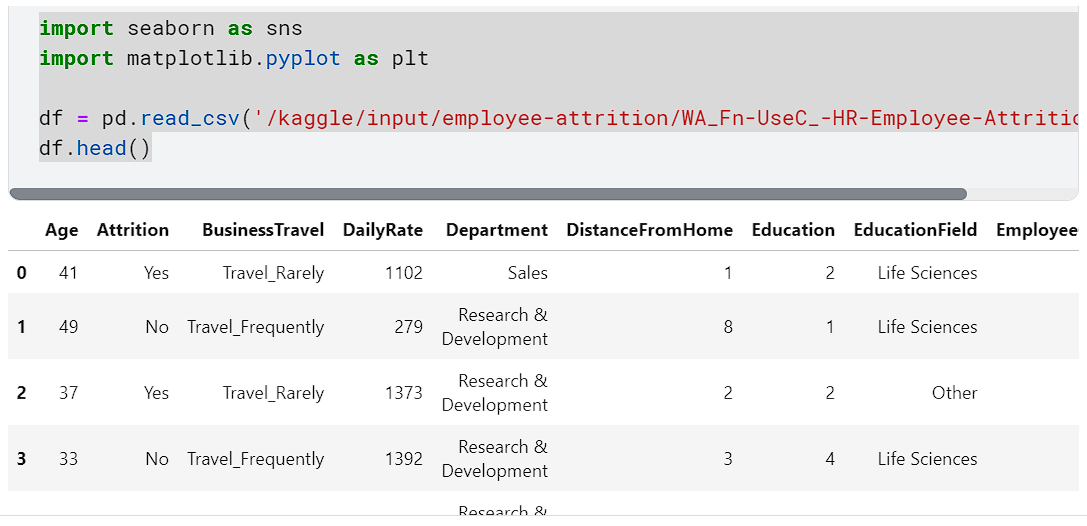 import seaborn as sns
import matplotlib.pyplot as plt
df = pd.read_csv('/kaggle/input/employee-attrition/WA_Fn-UseC_-HR-Employee-Attritio
df.head()
Age Attrition BusinessTravel DailyRate Department DistanceFromHome Education EducationField Employee
0 41 Yes Travel_Rarely 1102 Sales 1 2 Life Sciences
1 49 No Travel_Frequently 279 Research & Development 8 1 Life Sciences
2 37 Yes Travel_Rarely 1373 Research & Development 2 2 Other
3 33 No Travel_Frequently 1392 Research & Development 3 4 Life Sciences
Research &